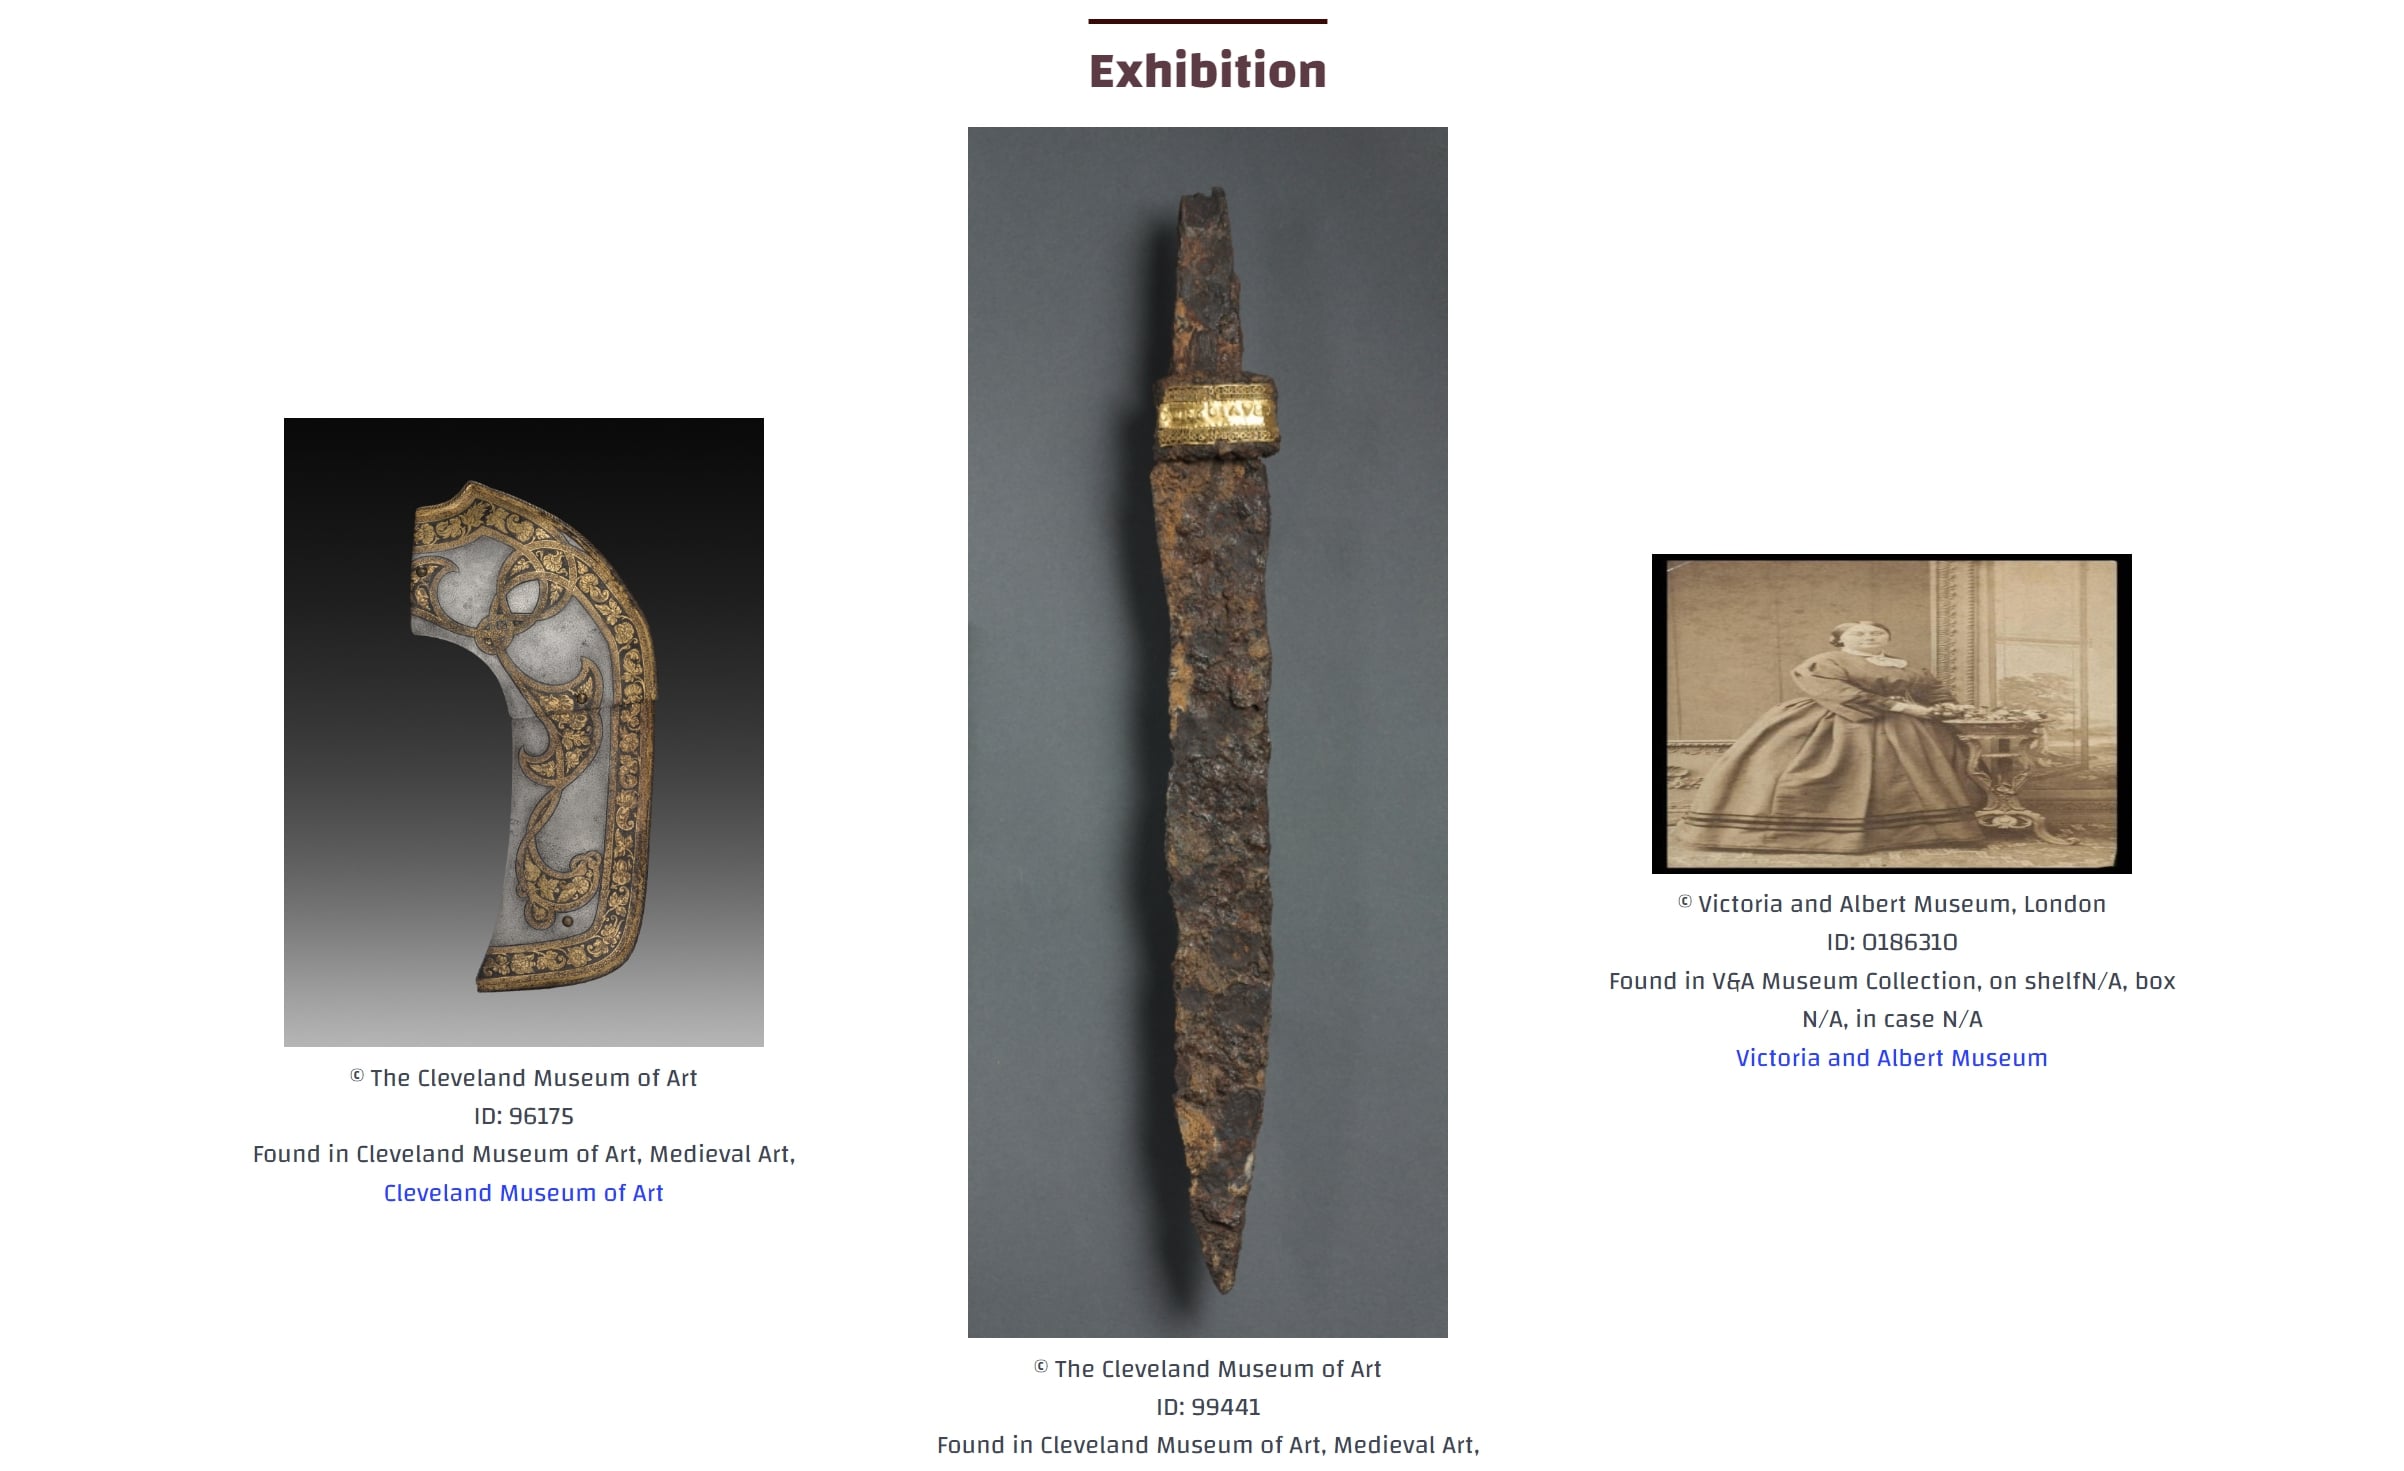 Exhibition
© The Cleveland Museum of Art
ID: 96175
Found in Cleveland Museum of Art, Medieval Art,
Cleveland Museum of Art
© The Cleveland Museum of Art
ID: 99441
Found in Cleveland Museum of Art, Medieval Art,
© Victoria and Albert Museum, London
ID: 0186310
Found in V&A Museum Collection, on shelfN/A, box
N/A, in case N/A
Victoria and Albert Museum